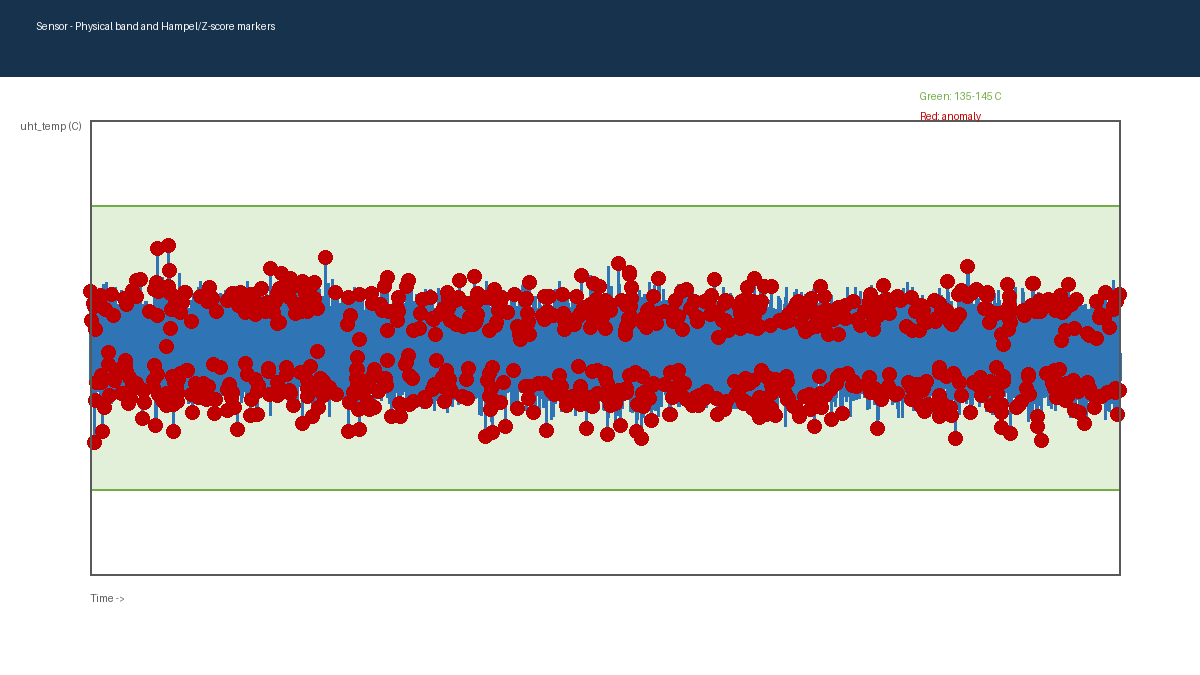 Sensor - Physical band and Hampel/Z-score markers
Green: 135-145 C
Red: anomaly
uht_temp (C)
Time ->